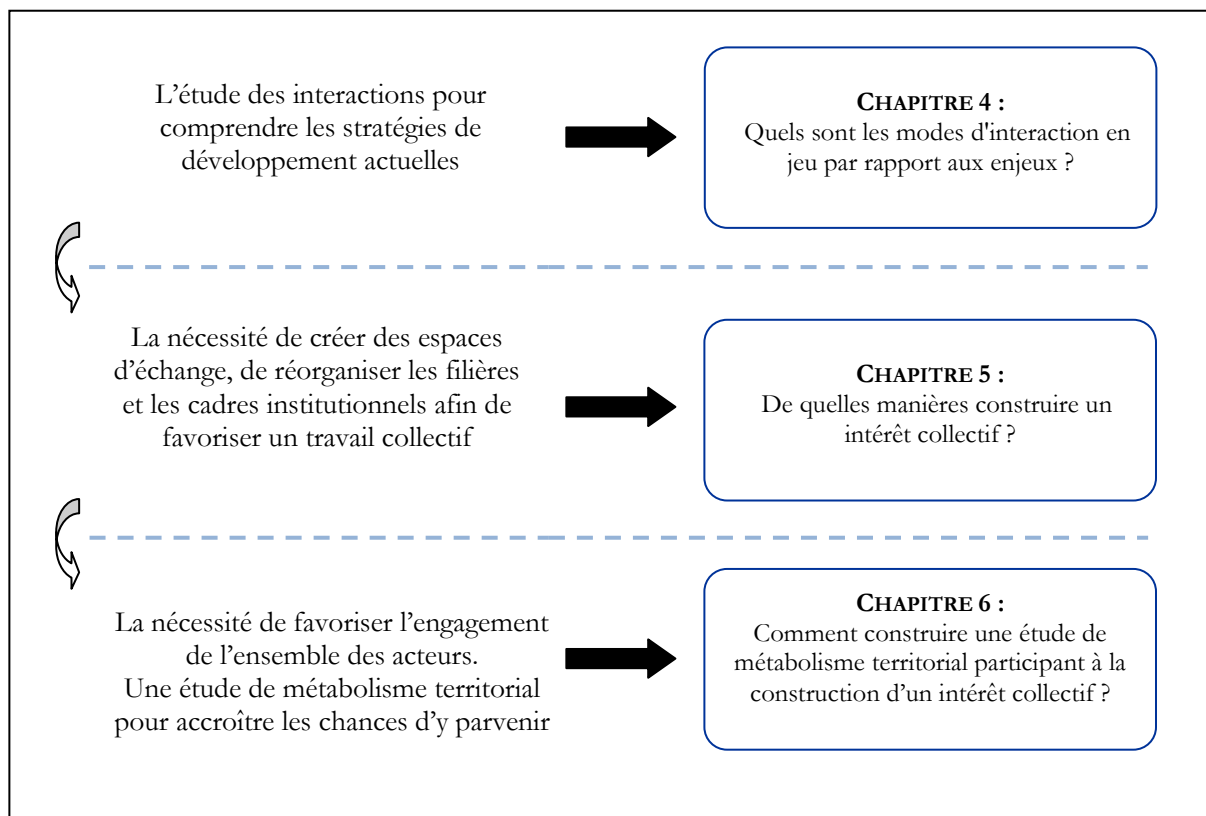 L'étude des interactions pour
comprendre les stratégies de
développement actuelles
CHAPITRE 4 :
Quels sont les modes d'interaction en
jeu par rapport aux enjeux ?
La nécessité de créer des espaces
d'échange, de réorganiser les filières
et les cadres institutionnels afin de
favoriser un travail collectif
CHAPITRE 5 :
De quelles manières construire un
intérêt collectif ?
La nécessité de favoriser l'engagement
de l'ensemble des acteurs.
Une étude de métabolisme territorial
pour accroître les chances d'y parvenir
CHAPITRE 6 :
Comment construire une étude de
métabolisme territorial participant à la
construction d'un intérêt collectif ?